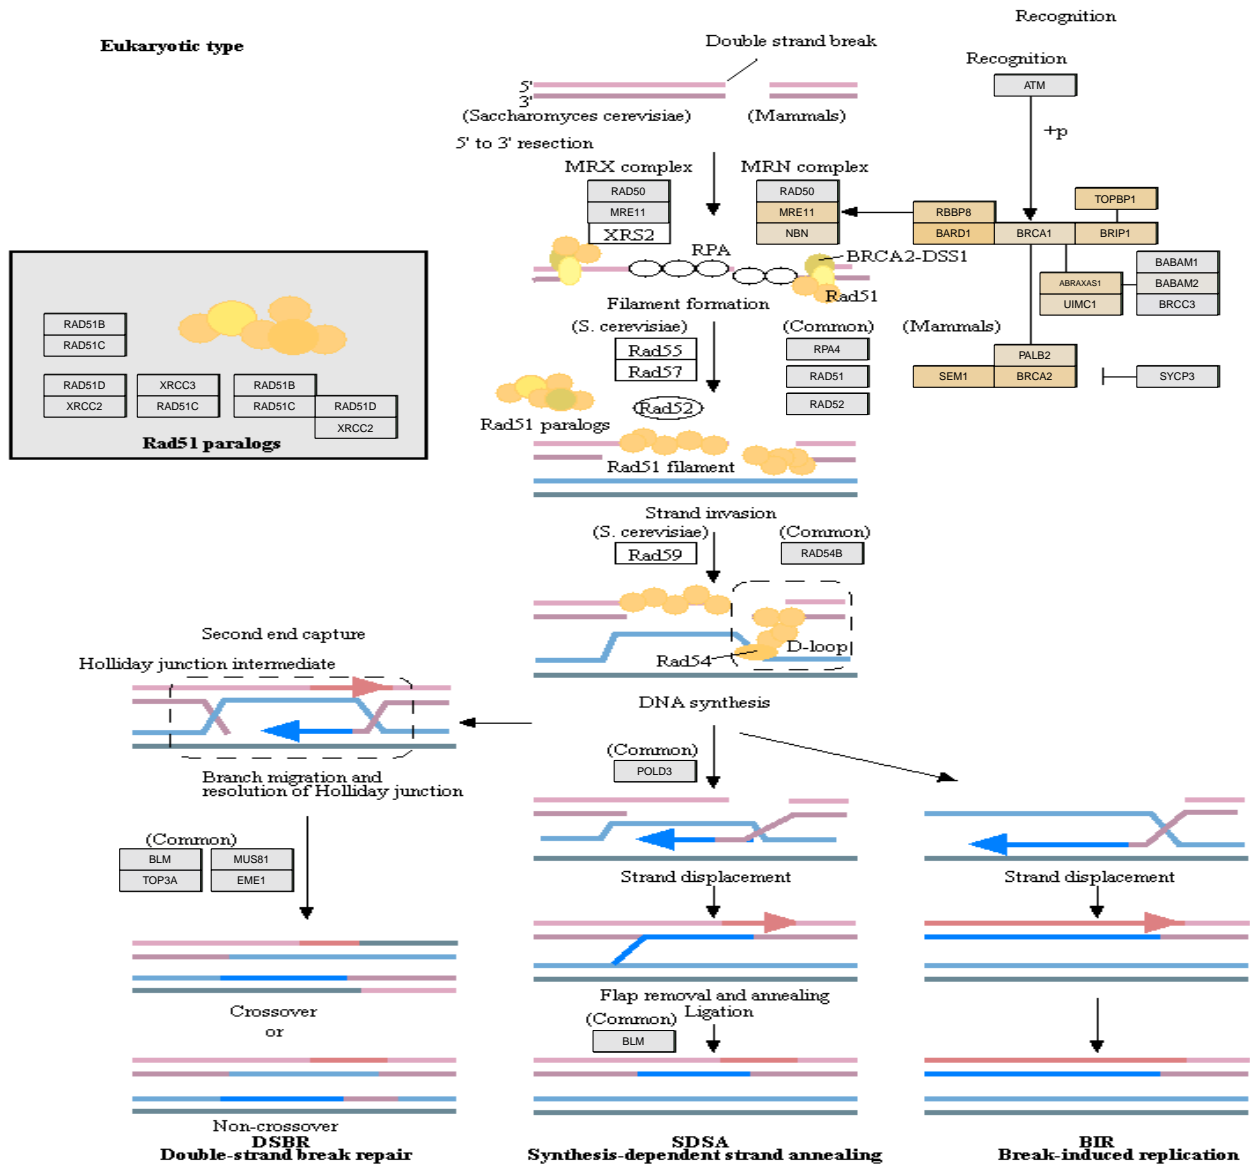 Eukaryotic type
Recognition
Double strand break
Recognition
ATM
+p
5'
3'
(Saccharomyces cerevisiae)
(Mammals)
5' to 3' resection
MRX complex
RAD50
MRE11
XRS2
MRN complex
RAD50
MRE11
NBN
RBBP8
BARD1
BRCA1
TOPBP1
BRIP1
ABRAXAS1
UIMC1
BABAM1
BABAM2
BRCC3
RPA
BRCA2-DSS1
Rad51
Filament formation
(S. cerevisiae)
Rad55
Rad57
Rad52
(Common)
RPA4
RAD51
RAD52
(Mammals)
PALB2
SEM1
BRCA2
SYCP3
RAD51B
RAD51C
RAD51D
XRCC2
XRCC3
RAD51C
RAD51B
RAD51C
RAD51D
XRCC2
Rad51 paralogs
Rad51 paralogs
Rad51 filament
Strand invasion
(S. cerevisiae)
Rad59
(Common)
RAD54B
Rad54
D-loop
DNA synthesis
Second end capture
Holliday junction intermediate
Branch migration and
resolution of Holliday junction
(Common)
BLM
TOP3A
MUS81
EME1
Crossover
or
Non-crossover
DSBR
Double-strand break repair
(Common)
POLD3
Strand displacement
Flap removal and annealing
Ligation
(Common)
BLM
SDSA
Synthesis-dependent strand annealing
Strand displacement
BIR
Break-induced replication